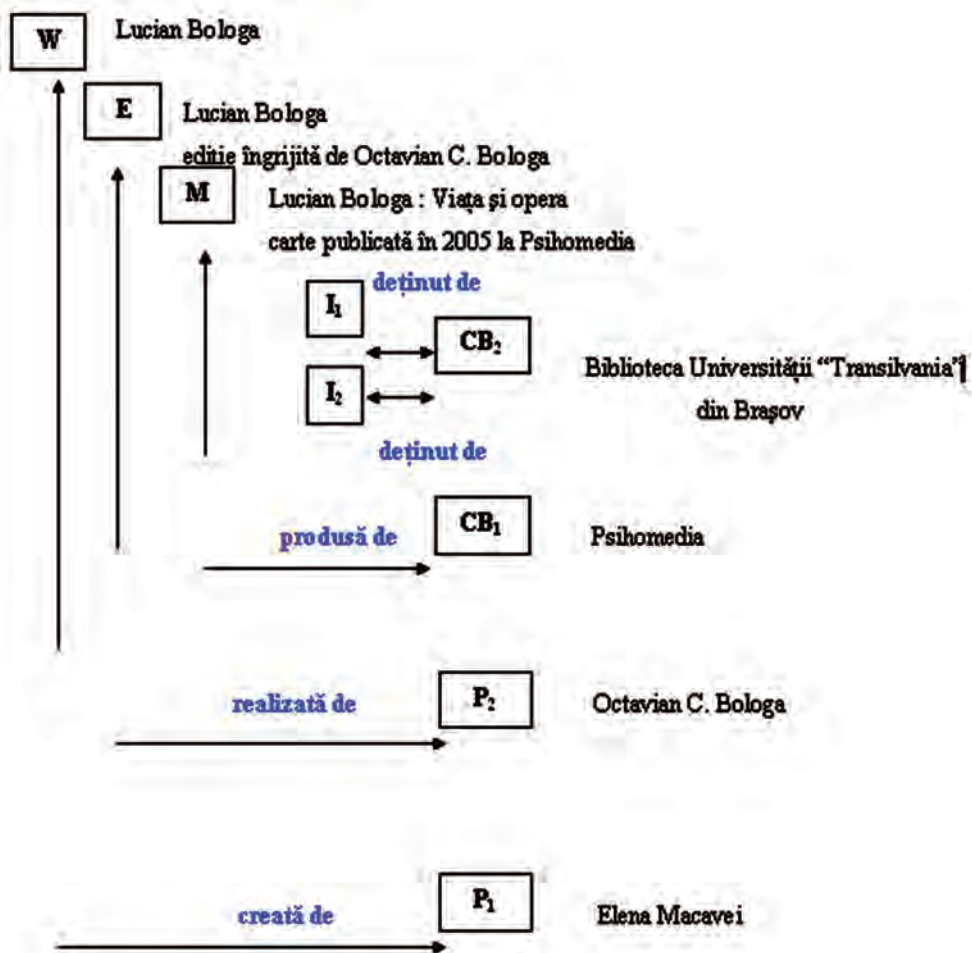 W
Lucian Bologa
E
Lucian Bologa
editie îngrijită de Octavian C. Bologa
M
Lucian Bologa : Viața și opera
carte publicată în 2005 la Psihomedia
deținut de
I₁
CB₂
Biblioteca Universității “Transilvania”
din Brașov
I₂
deținut de
CB₁
produsă de
Psihomedia
P₂
realizată de
Octavian C. Bologa
P₁
creată de
Elena Macavei